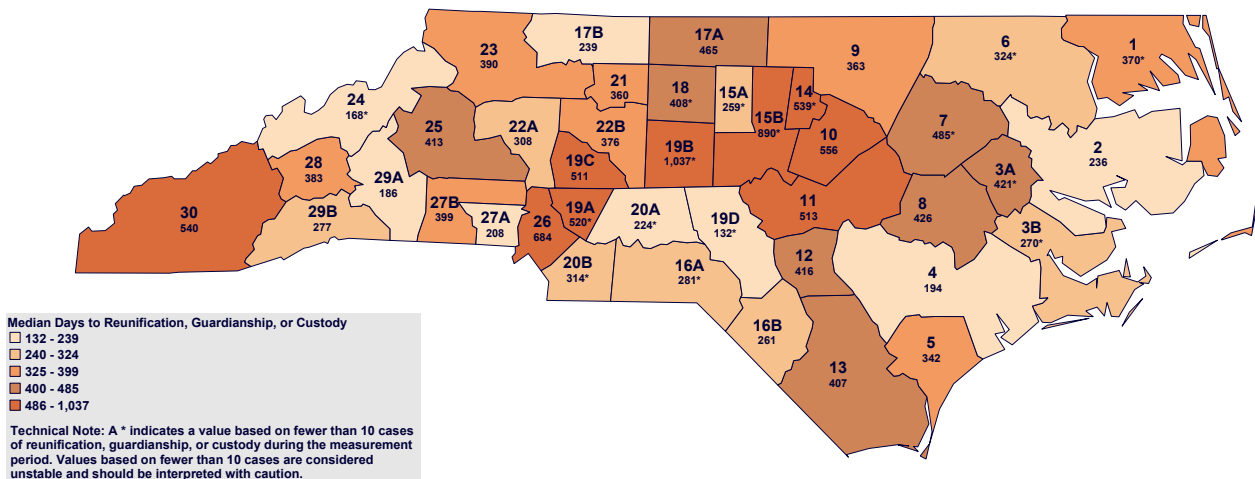 17B
239
17A
465
23
390
9
363
6
324*
1
370*
24
168*
21
360
18
408*
15A
259*
14
539*
15B
890*
25
413
22A
308
22B
376
10
556
7
485*
2
236
19B
1,037*
28
383
29A
186
19C
511
3A
421*
30
540
29B
277
27B
399
27A
208
26
684
19A
520*
20A
224*
19D
132*
11
513
8
426
3B
270*
20B
314*
16A
281*
12
416
4
194
16B
261
5
342
13
407
Median Days to Reunification, Guardianship, or Custody
132 - 239
240 - 324
325 - 399
400 - 485
486 - 1,037
Technical Note: A * indicates a value based on fewer than 10 cases
of reunification, guardianship, or custody during the measurement
period. Values based on fewer than 10 cases are considered
unstable and should be interpreted with caution.